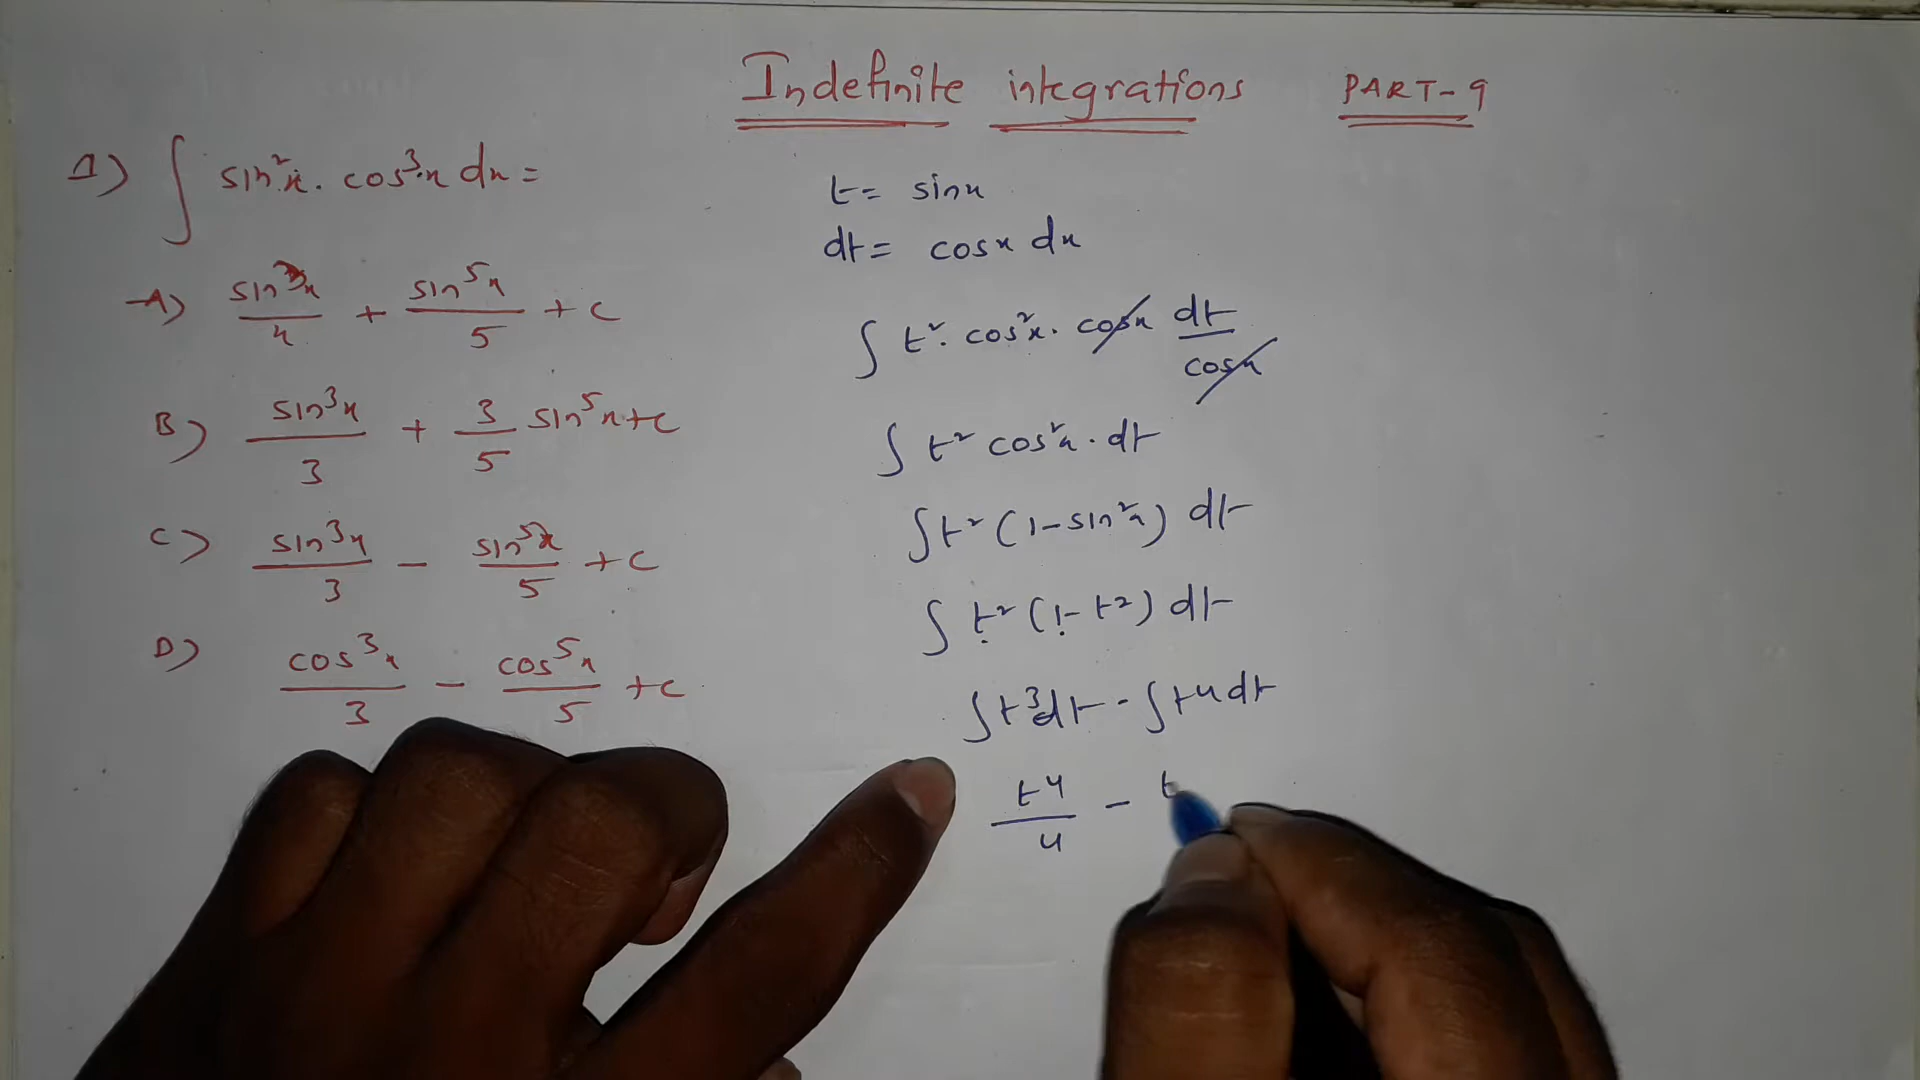 Indefinite integrations PART-9
1) ∫ sin²x. cos³x dx =
A) sin³x/4 + sin⁵x/5 + c
B) sin³x/3 + 3/5 sin⁵x + c
C) sin³x/3 - sin⁵x/5 + c
D) cos³x/3 - cos⁵x/5 + c
t = sinx
dt = cosx dx
∫ t². cos²x. cosx dt/cosx
∫ t² cos²x. dt
∫ t² (1-sin²x) dt
∫ t² (1-t²) dt
∫ t³dt - ∫ t⁴ dt
t⁴/4 - t